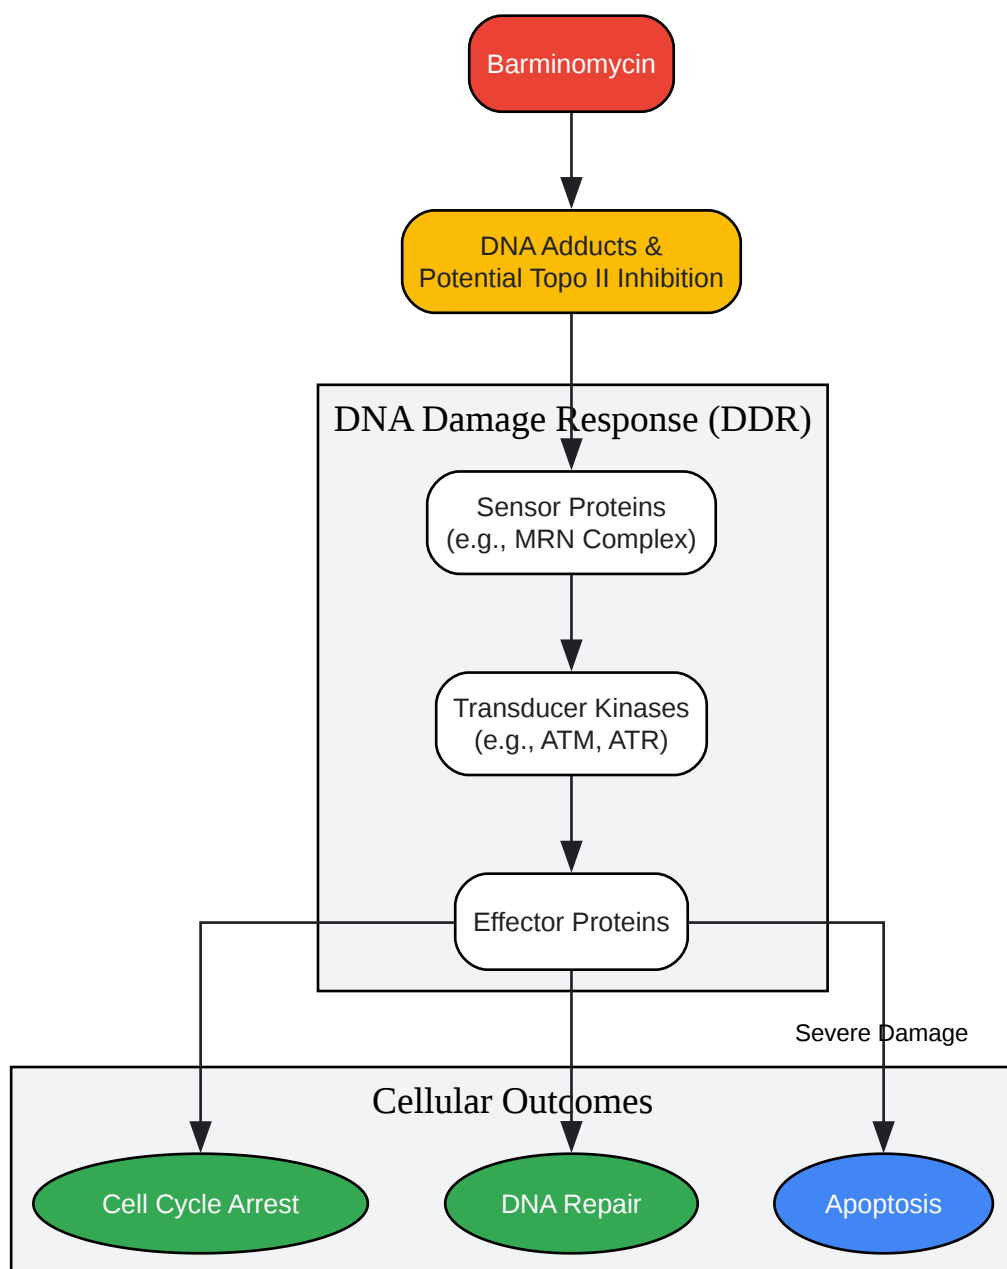 Barminomycin
DNA Adducts &
Potential Topo II Inhibition
DNA Damage Response (DDR)
Sensor Proteins
(e.g., MRN Complex)
Transducer Kinases
(e.g., ATM, ATR)
Effector Proteins
Severe Damage
Cellular Outcomes
Cell Cycle Arrest
DNA Repair
Apoptosis